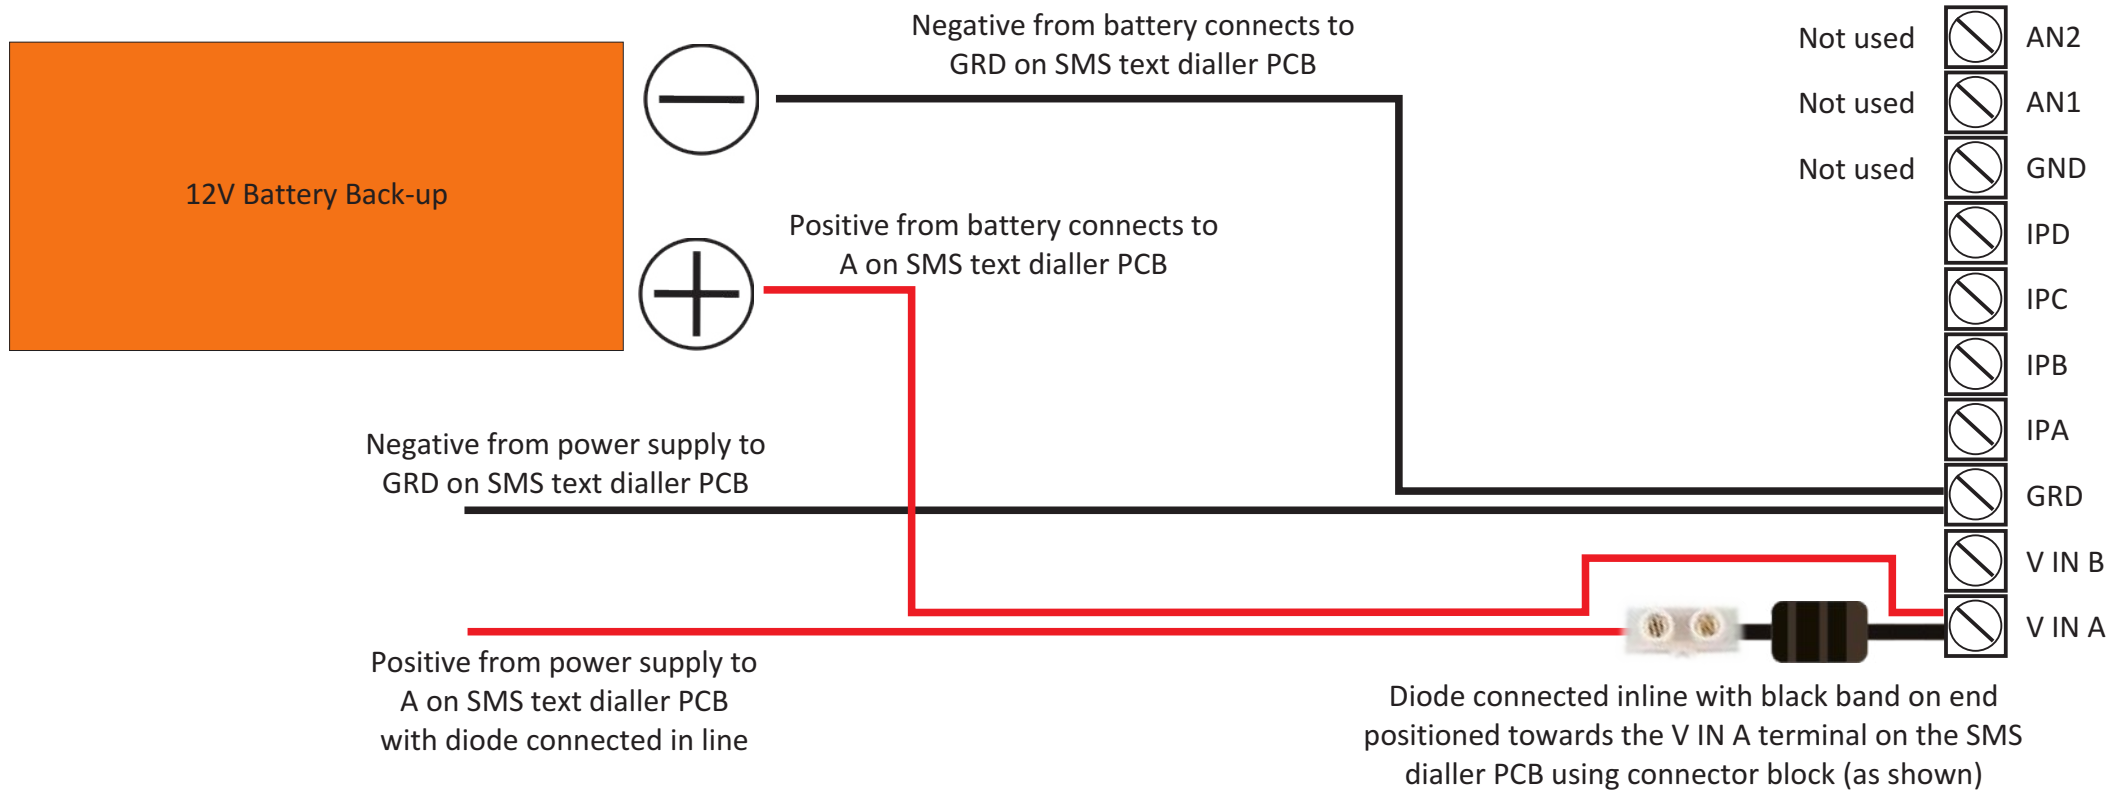 Negative from battery connects to
GRD on SMS text dialler PCB
12V Battery Back-up
Positive from battery connects to
A on SMS text dialler PCB
Negative from power supply to
GRD on SMS text dialler PCB
Positive from power supply to
A on SMS text dialler PCB
with diode connected in line
Not used AN2
Not used AN1
Not used GND
IPD
IPC
IPB
IPA
GRD
V IN B
V IN A
Diode connected inline with black band on end
positioned towards the V IN A terminal on the SMS
dialler PCB using connector block (as shown)